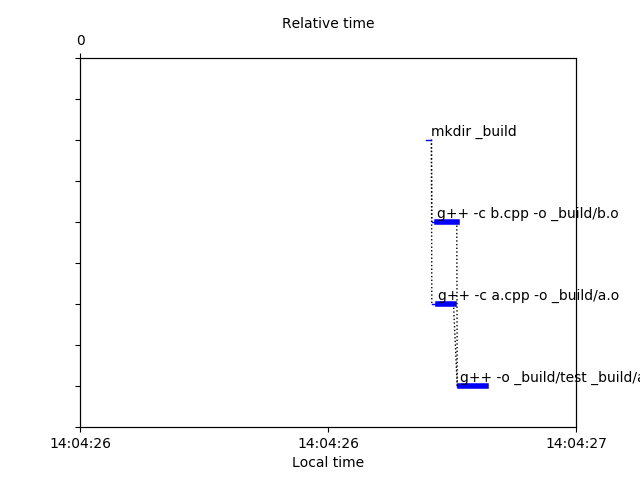 Relative time
0
mkdir _build
g++ -c b.cpp -o _build/b.o
g++ -c a.cpp -o _build/a.o
g++ -o _build/test _build/a
14:04:26 14:04:26 14:04:27
Local time